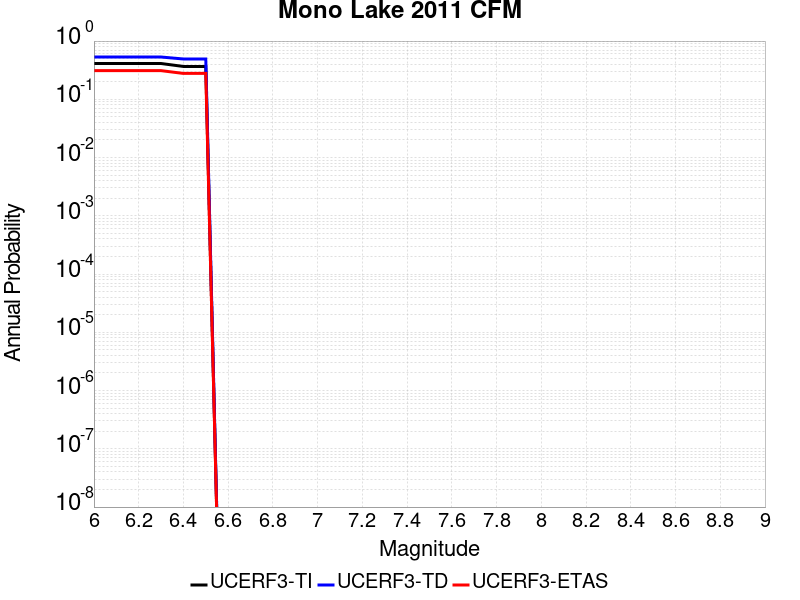 Mono Lake 2011 CFM
10^0
10^-1
10^-2
10^-3
10^-4
10^-5
10^-6
10^-7
10^-8
Annual Probability
6 6.2 6.4 6.6 6.8 7 7.2 7.4 7.6 7.8 8 8.2 8.4 8.6 8.8 9
Magnitude
UCERF3-TI UCERF3-TD UCERF3-ETAS